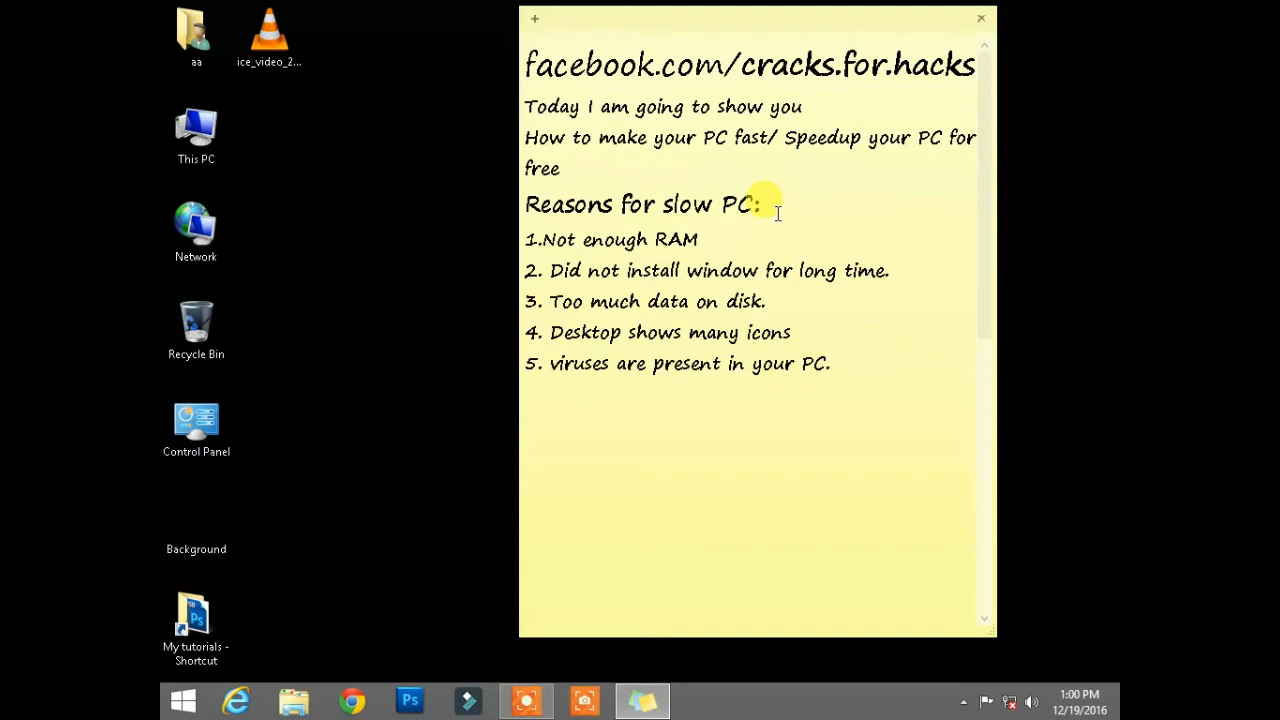 aa
ice_video_2...
This PC
Network
Recycle Bin
Control Panel
Background
My tutorials -
Shortcut
facebook.com/cracks.for.hacks
Today I am going to show you
How to make your PC fast/ Speedup your PC for
free
Reasons for slow PC:
1.Not enough RAM
2. Did not install window for long time.
3. Too much data on disk.
4. Desktop shows many icons
5. viruses are present in your PC.
Ps
1:00 PM
12/19/2016